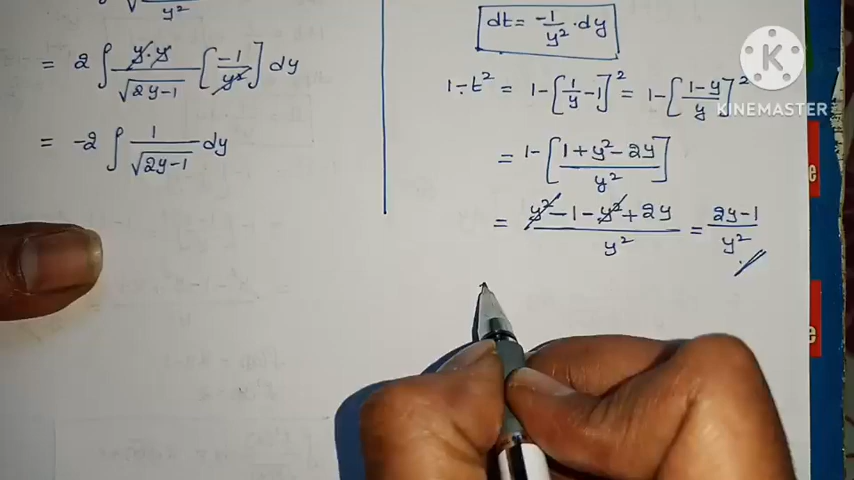 y²
= 2 ∫ y·y / √(2y-1) [-1/y²] dy
= -2 ∫ 1/√(2y-1) dy
dt = -1/y² · dy
1-t² = 1-[1/y -1]² = 1-[(1-y)/y]²
= 1-[(1+y²-2y)/y²]
= (y²-1-y²+2y)/y² = (2y-1)/y²
KINEMASTER